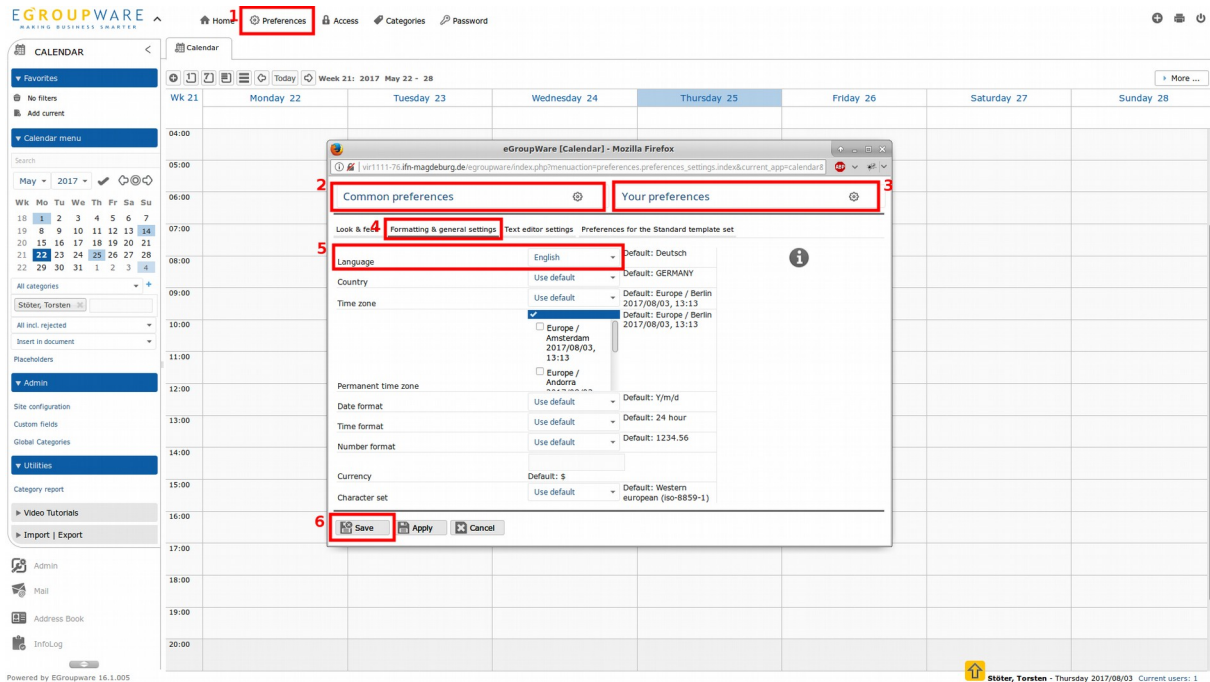 EGROUPWARE
MAKING BUSINESS SMARTER
1
Home
Preferences
Access
Categories
Password
CALENDAR
Calendar
Favorites
No filters
Add current
Calendar menu
Search
May
2017
Wk Mo Tu We Th Fr Sa Su
18 1 2 3 4 5 6 7
19 8 9 10 11 12 13 14
20 15 16 17 18 19 20 21
21 22 23 24 25 26 27 28
22 29 30 31 1 2 3 4
All categories
Stöter, Torsten
All incl. rejected
Insert in document
Placeholders
Admin
Site configuration
Custom fields
Global Categories
Utilities
Category report
Video Tutorials
Import | Export
Admin
Mail
Address Book
InfoLog
Powered by EGroupware 16.1.005
Today
Week 21: 2017 May 22 - 28
More ...
Wk 21 Monday 22 Tuesday 23 Wednesday 24 Thursday 25 Friday 26 Saturday 27 Sunday 28
04:00
05:00
06:00
07:00
08:00
09:00
10:00
11:00
12:00
13:00
14:00
15:00
16:00
17:00
18:00
19:00
20:00
eGroupWare [Calendar] - Mozilla Firefox
vir1111-76.ifn-magdeburg.de/egroupware/index.php?menuaction=preferences.preferences_settings.index&current_app=calendar&
2
Common preferences
Your preferences
3
4
Look & feel
Formatting & general settings
Text editor settings
Preferences for the Standard template set
5
Language English Default: Deutsch
Country Use default Default: GERMANY
Time zone Use default Default: Europe / Berlin
2017/08/03, 13:13
Default: Europe / Berlin
2017/08/03, 13:13
Europe /
Amsterdam
2017/08/03,
13:13
Europe /
Andorra
Permanent time zone
Date format Use default Default: Y/m/d
Time format Use default Default: 24 hour
Number format Use default Default: 1234.56
Currency Default: $
Character set Use default Default: Western
european (iso-8859-1)
6
Save
Apply
Cancel
Stöter, Torsten - Thursday 2017/08/03 Current users: 1